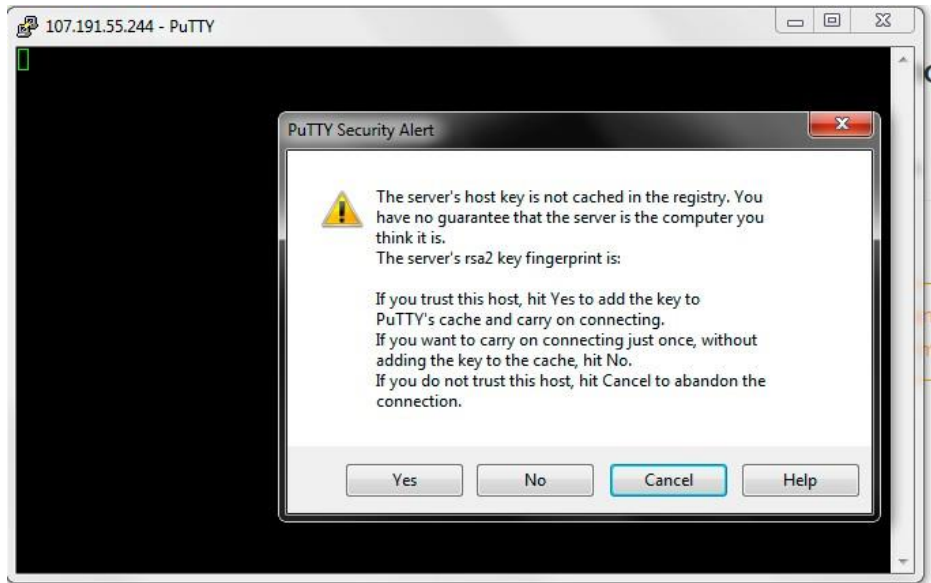 107.191.55.244 - PuTTY
PuTTY Security Alert
The server's host key is not cached in the registry. You
have no guarantee that the server is the computer you
think it is.
The server's rsa2 key fingerprint is:
If you trust this host, hit Yes to add the key to
PuTTY's cache and carry on connecting.
If you want to carry on connecting just once, without
adding the key to the cache, hit No.
If you do not trust this host, hit Cancel to abandon the
connection.
Yes No Cancel Help